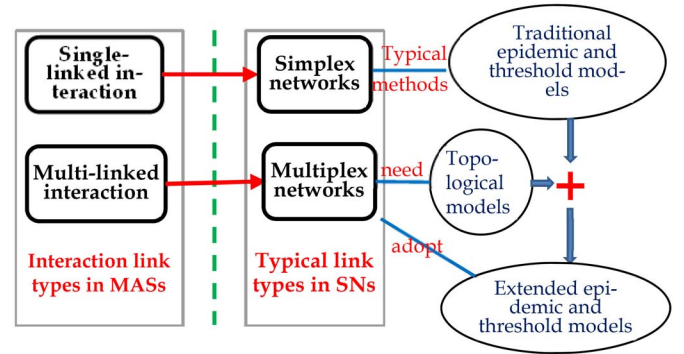 Single-
linked in-
teraction
Simplex
networks
Typical
methods
Traditional
epidemic and
threshold mod-
els
Multi-linked
interaction
Multiplex
networks
need
Topo-
logical
models
+
adopt
Interaction link
types in MASs
Typical link
types in SNs
Extended epi-
demic and
threshold models